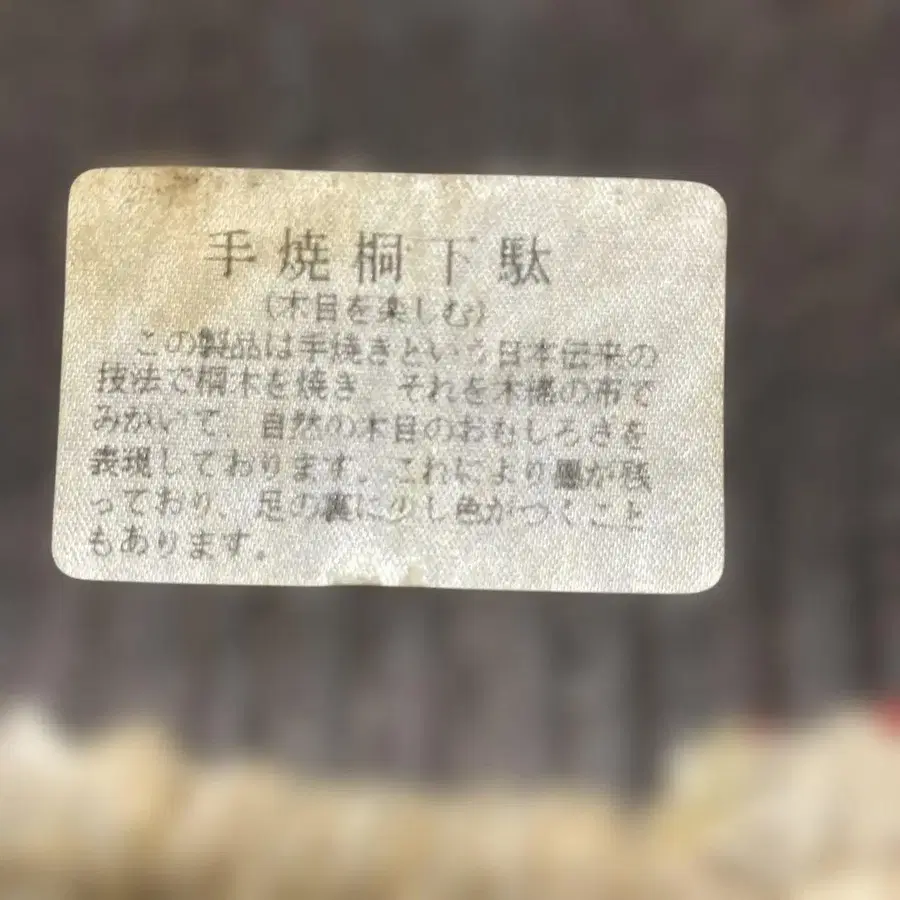 手焼桐下駄
(木目を楽しむ)
この製品は手焼きという日本伝来の
技法で桐木を焼き それを木綿の布で
みがいて、自然の木目のおもしろさを
表現しております。これにより墨が残
っており、足の裏に少し色がつくこと
もあります。